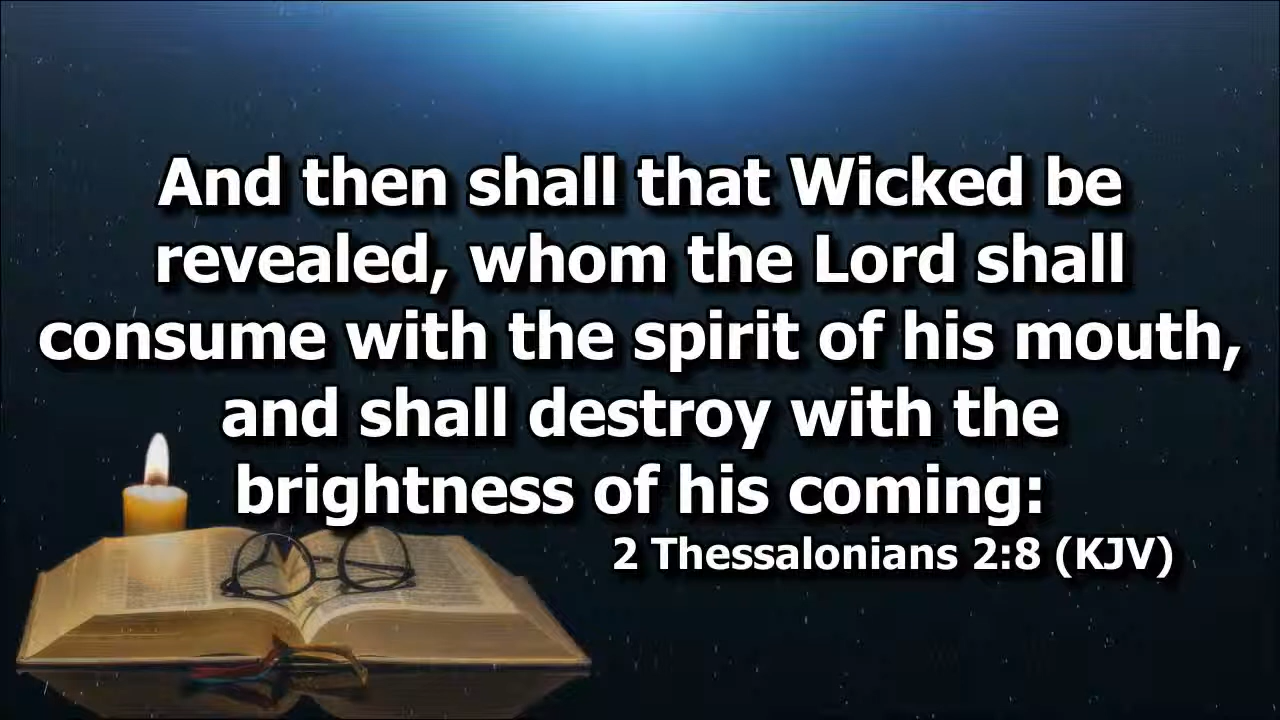 And then shall that Wicked be
revealed, whom the Lord shall
consume with the spirit of his mouth,
and shall destroy with the
brightness of his coming:
2 Thessalonians 2:8 (KJV)